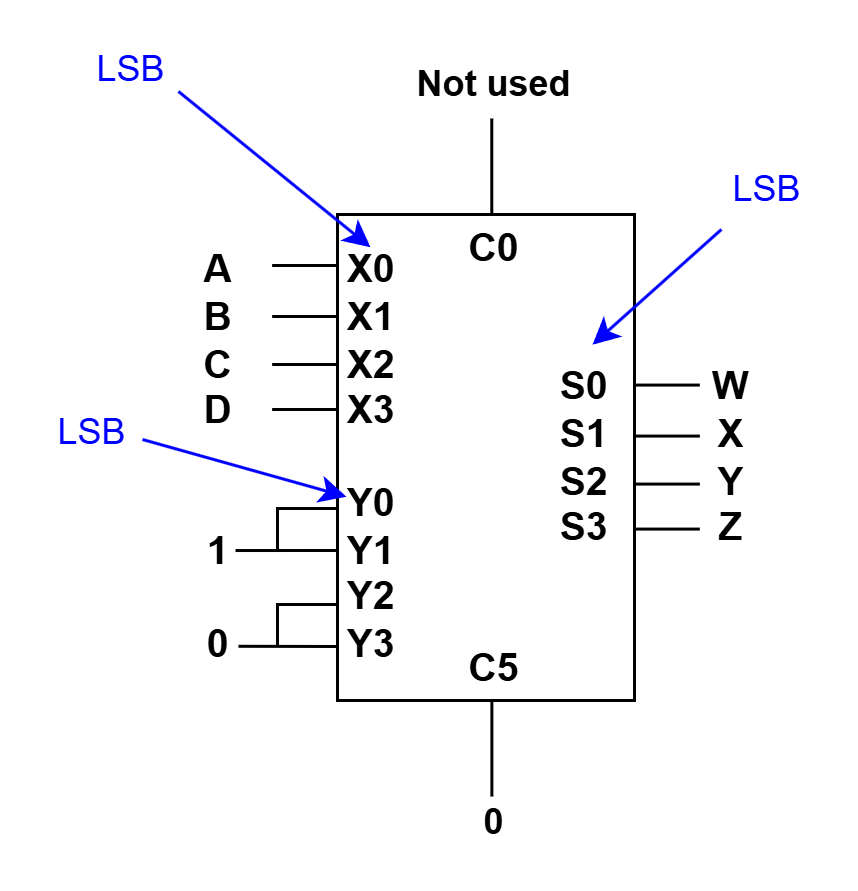 LSB
Not used
LSB
C0
A X0
B X1
C X2
D X3
S0 W
S1 X
S2 Y
S3 Z
LSB
Y0
1 Y1
Y2
0 Y3
C5
0